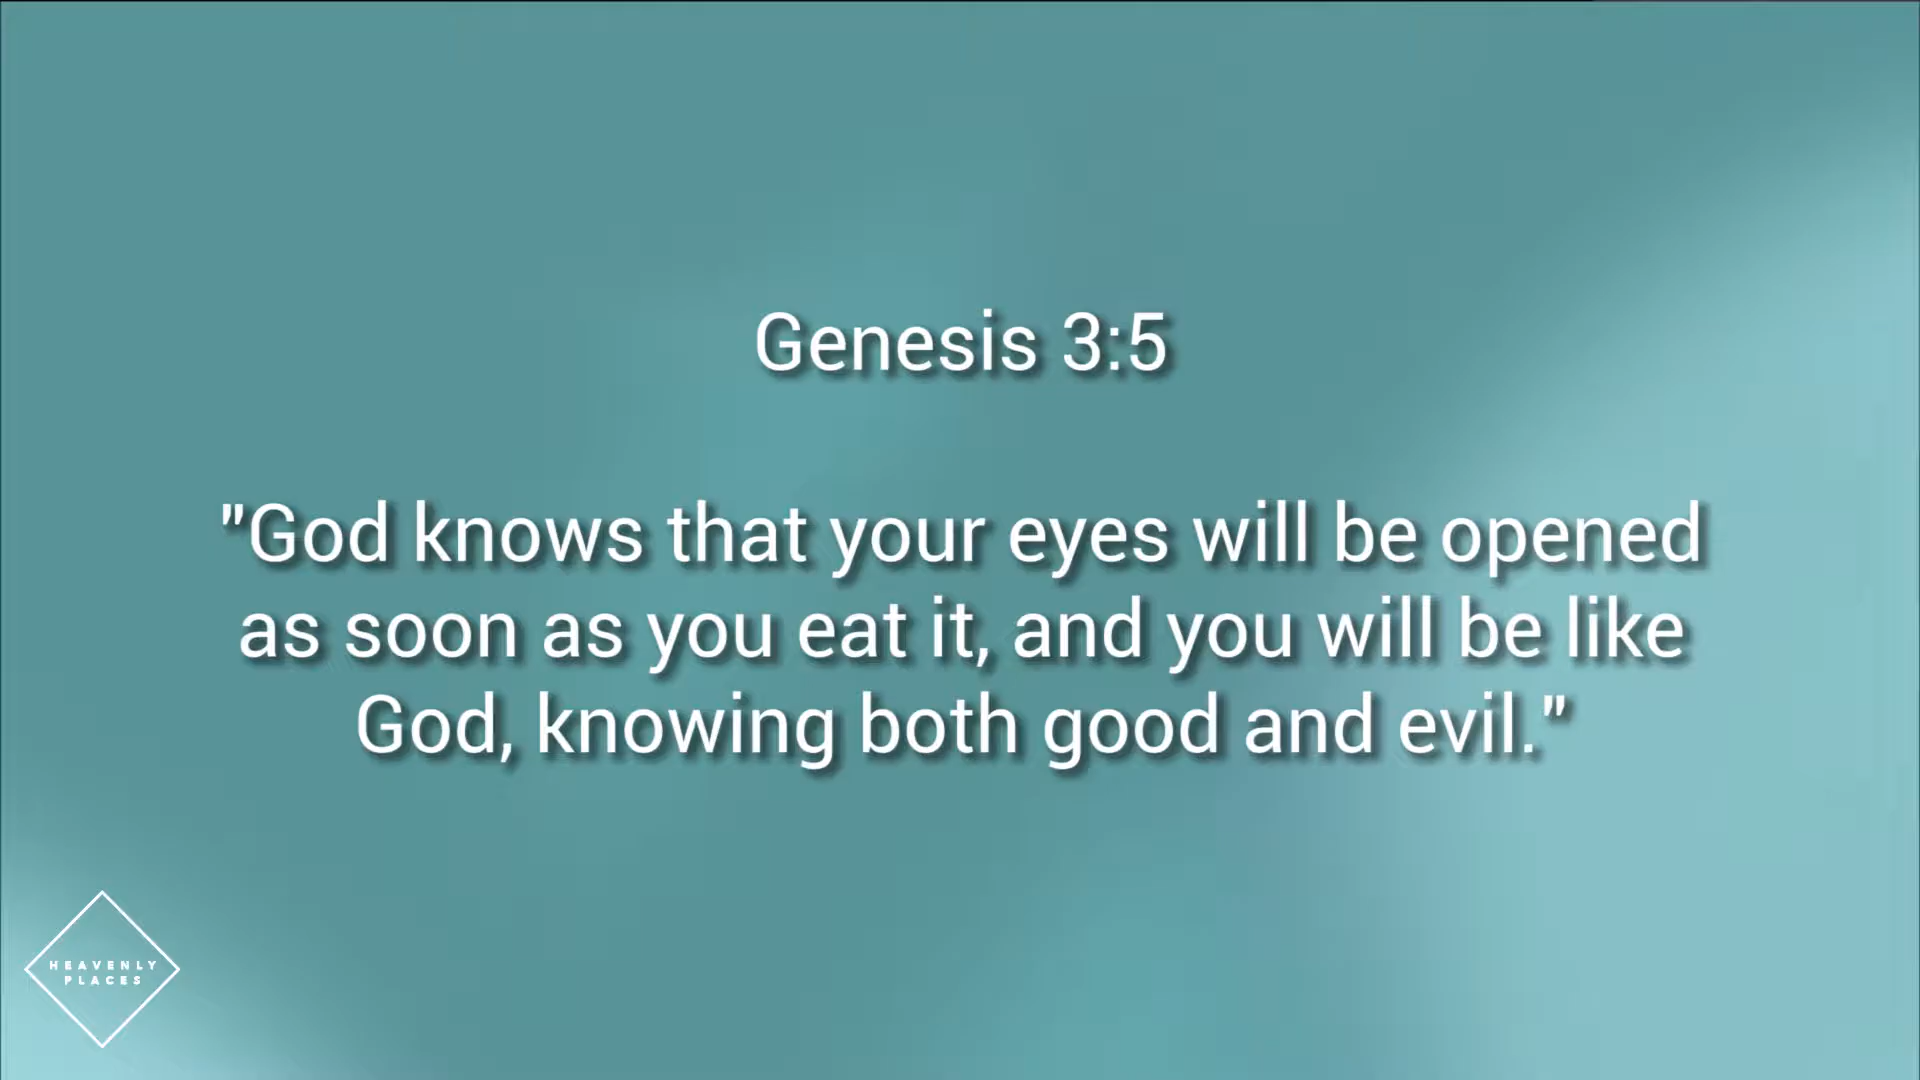 Genesis 3:5
"God knows that your eyes will be opened
as soon as you eat it, and you will be like
God, knowing both good and evil."
HEAVENLY
PLACES